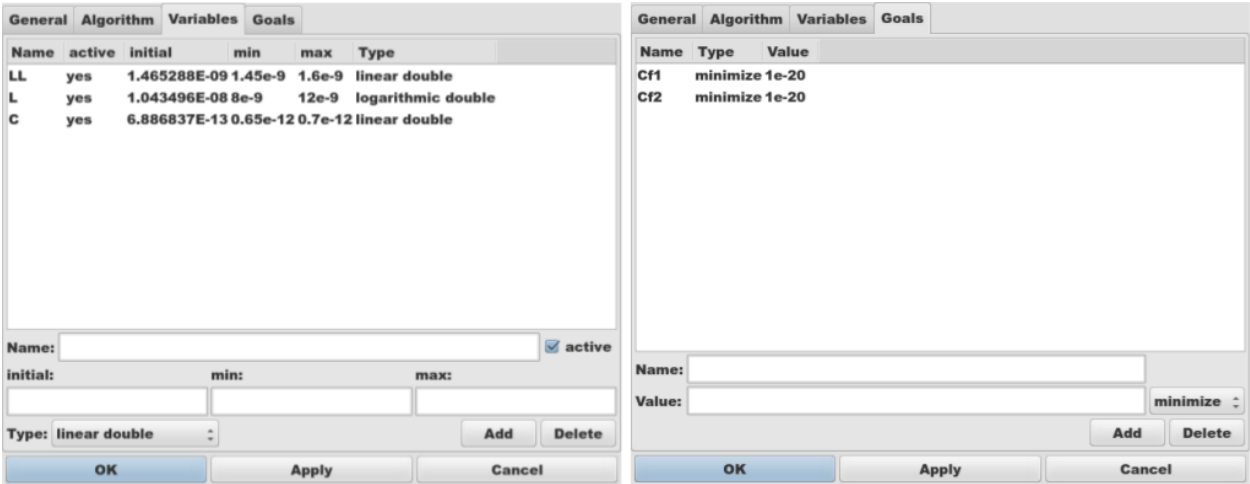 General Algorithm Variables Goals
Name active initial min max Type
LL yes 1.465288E-09 1.45e-9 1.6e-9 linear double
L yes 1.043496E-08 8e-9 12e-9 logarithmic double
C yes 6.886837E-13 0.65e-12 0.7e-12 linear double
Name: active
initial: min: max:
Type: linear double Add Delete
OK Apply Cancel
General Algorithm Variables Goals
Name Type Value
Cf1 minimize 1e-20
Cf2 minimize 1e-20
Name:
Value: minimize
Add Delete
OK Apply Cancel